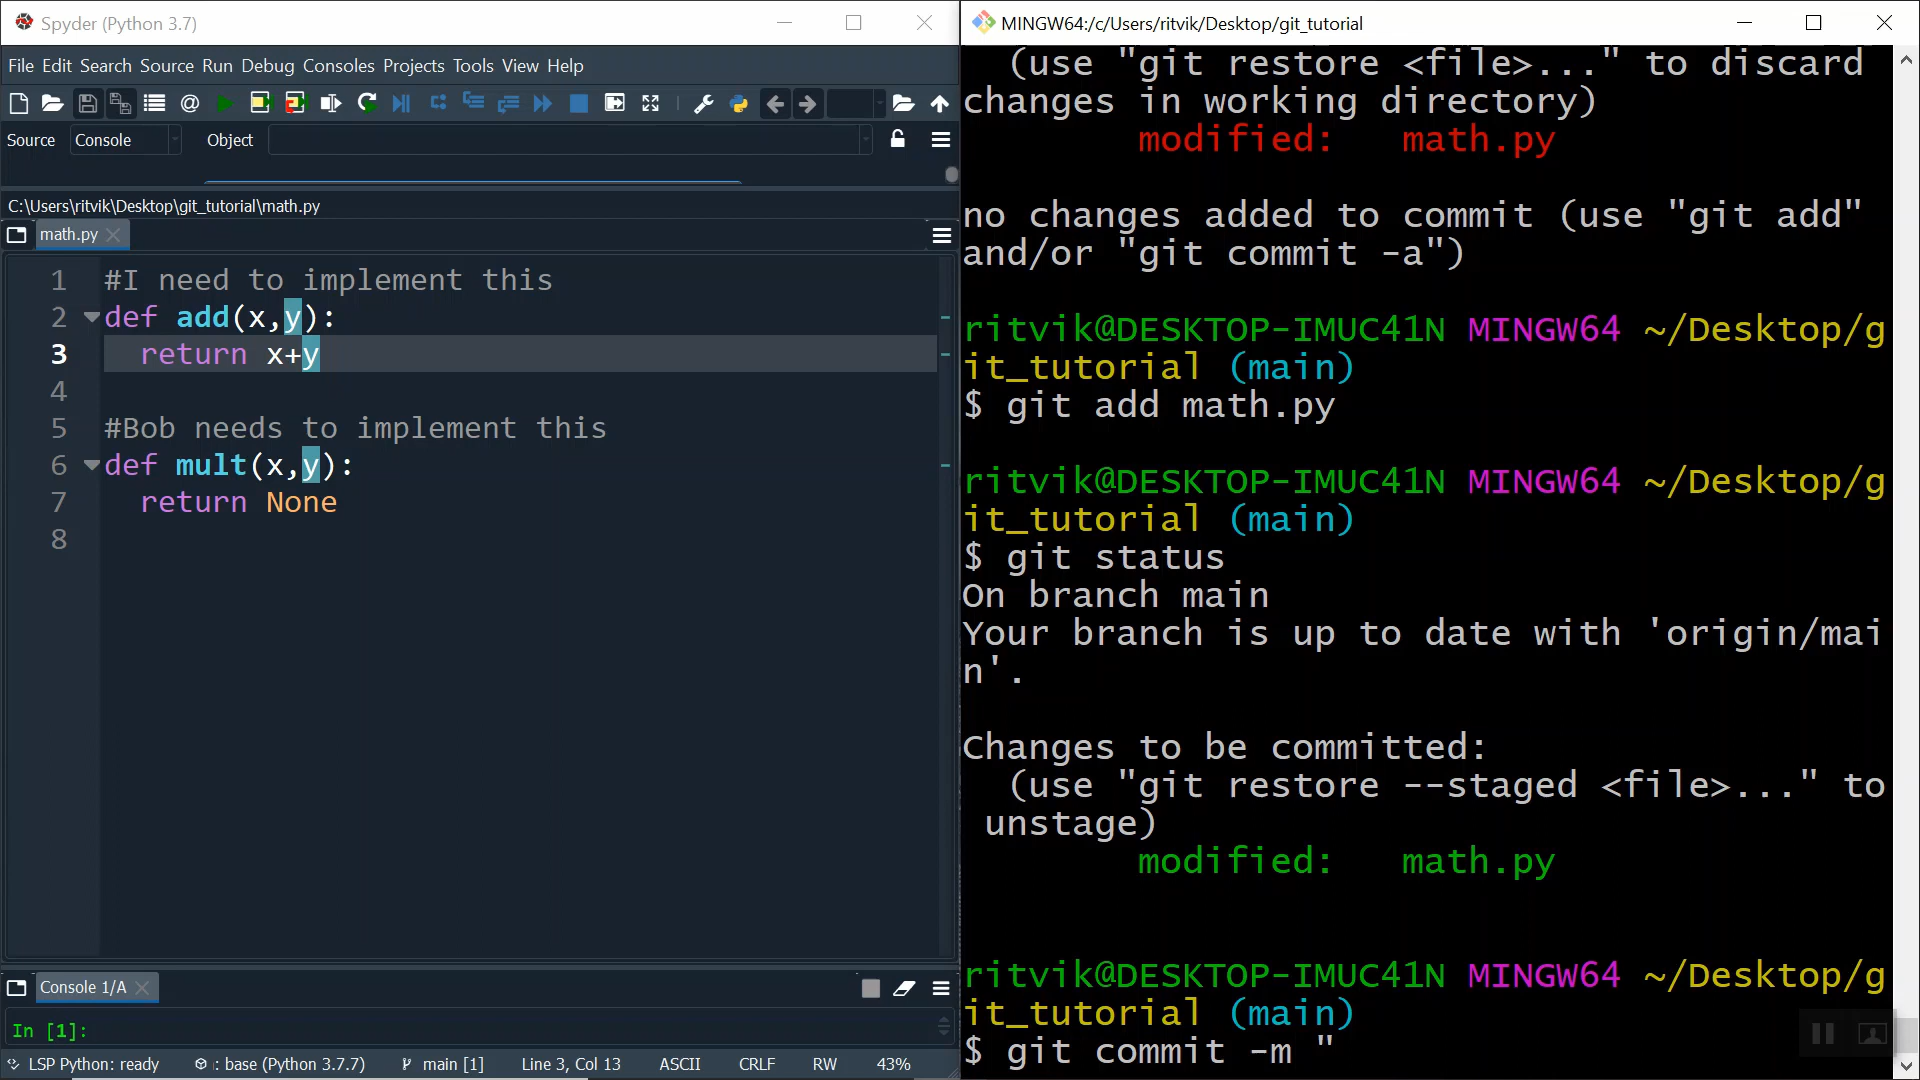 Spyder (Python 3.7)
File Edit Search Source Run Debug Consoles Projects Tools View Help
Source Console Object
C:\Users\ritvik\Desktop\git_tutorial\math.py
math.py
1 #I need to implement this
2 def add(x,y):
3 return x+y
4
5 #Bob needs to implement this
6 def mult(x,y):
7 return None
8
Console 1/A
In [1]:
LSP Python: ready : base (Python 3.7.7) main [1] Line 3, Col 13 ASCII CRLF RW 43%
MINGW64:/c/Users/ritvik/Desktop/git_tutorial
(use "git restore <file>..." to discard
changes in working directory)
modified: math.py
no changes added to commit (use "git add"
and/or "git commit -a")
ritvik@DESKTOP-IMUC41N MINGW64 ~/Desktop/g
it_tutorial (main)
$ git add math.py
ritvik@DESKTOP-IMUC41N MINGW64 ~/Desktop/g
it_tutorial (main)
$ git status
On branch main
Your branch is up to date with 'origin/mai
n'.
Changes to be committed:
(use "git restore --staged <file>..." to
unstage)
modified: math.py
ritvik@DESKTOP-IMUC41N MINGW64 ~/Desktop/g
it_tutorial (main)
$ git commit -m "